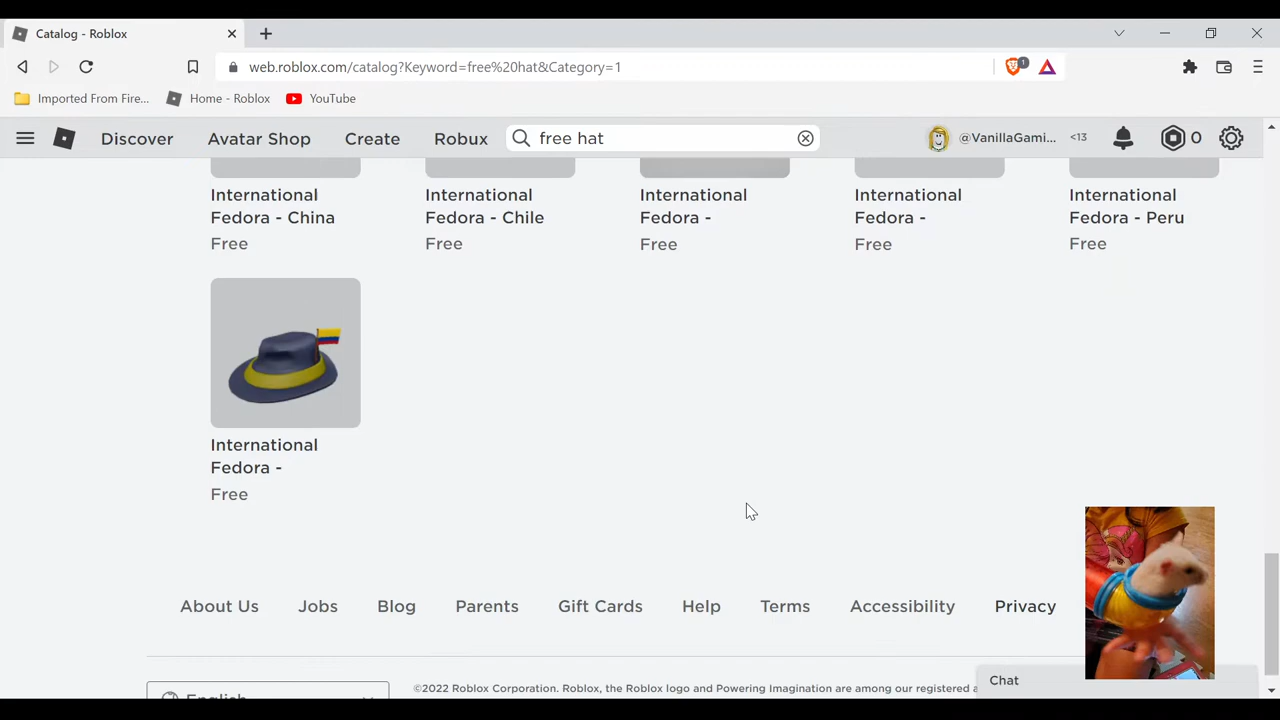 Catalog - Roblox
web.roblox.com/catalog?Keyword=free%20hat&Category=1
1
Imported From Fire...
Home - Roblox
YouTube
Discover
Avatar Shop
Create
Robux
free hat
@VanillaGami...
<13
0
International
Fedora - China
Free
International
Fedora - Chile
Free
International
Fedora -
Free
International
Fedora -
Free
International
Fedora - Peru
Free
International
Fedora -
Free
About Us
Jobs
Blog
Parents
Gift Cards
Help
Terms
Accessibility
Privacy
Chat
English
©2022 Roblox Corporation. Roblox, the Roblox logo and Powering Imagination are among our registered a